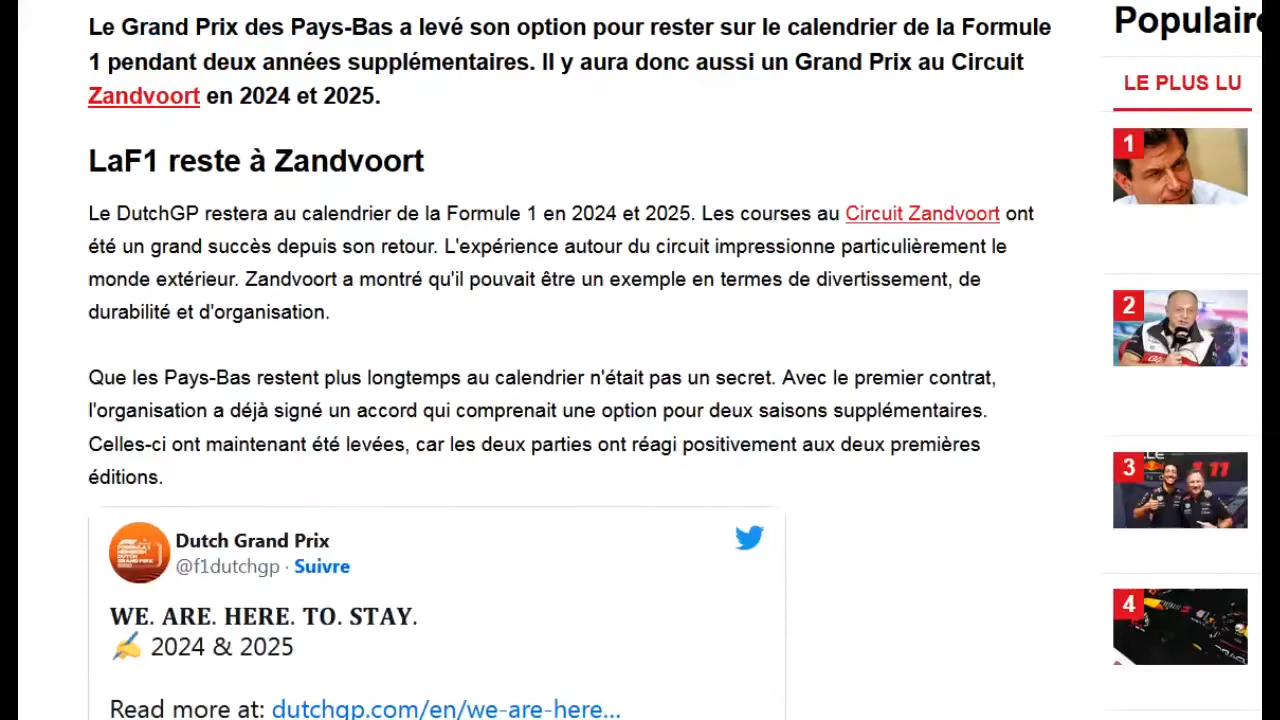 Le Grand Prix des Pays-Bas a levé son option pour rester sur le calendrier de la Formule
1 pendant deux années supplémentaires. Il y aura donc aussi un Grand Prix au Circuit
Zandvoort en 2024 et 2025.
LaF1 reste à Zandvoort
Le DutchGP restera au calendrier de la Formule 1 en 2024 et 2025. Les courses au Circuit Zandvoort ont
été un grand succès depuis son retour. L'expérience autour du circuit impressionne particulièrement le
monde extérieur. Zandvoort a montré qu'il pouvait être un exemple en termes de divertissement, de
durabilité et d'organisation.
Que les Pays-Bas restent plus longtemps au calendrier n'était pas un secret. Avec le premier contrat,
l'organisation a déjà signé un accord qui comprenait une option pour deux saisons supplémentaires.
Celles-ci ont maintenant été levées, car les deux parties ont réagi positivement aux deux premières
éditions.
Dutch Grand Prix
@f1dutchgp · Suivre
WE. ARE. HERE. TO. STAY.
✍️ 2024 & 2025
Read more at: dutchgp.com/en/we-are-here...
Populaire
LE PLUS LU
1
2
3
4